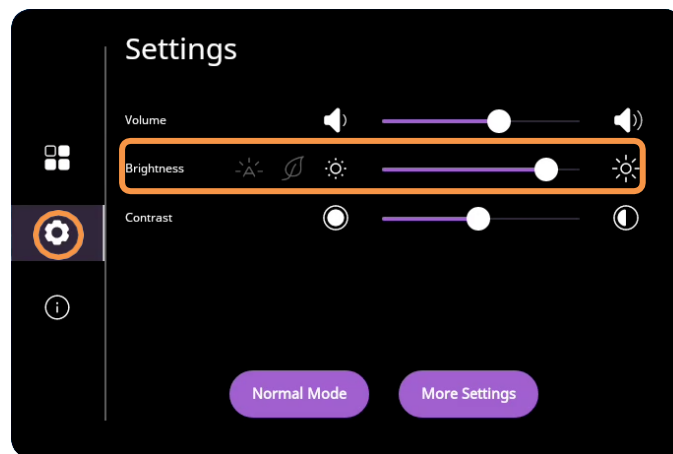 Settings
Volume
Brightness
Contrast
Normal Mode
More Settings